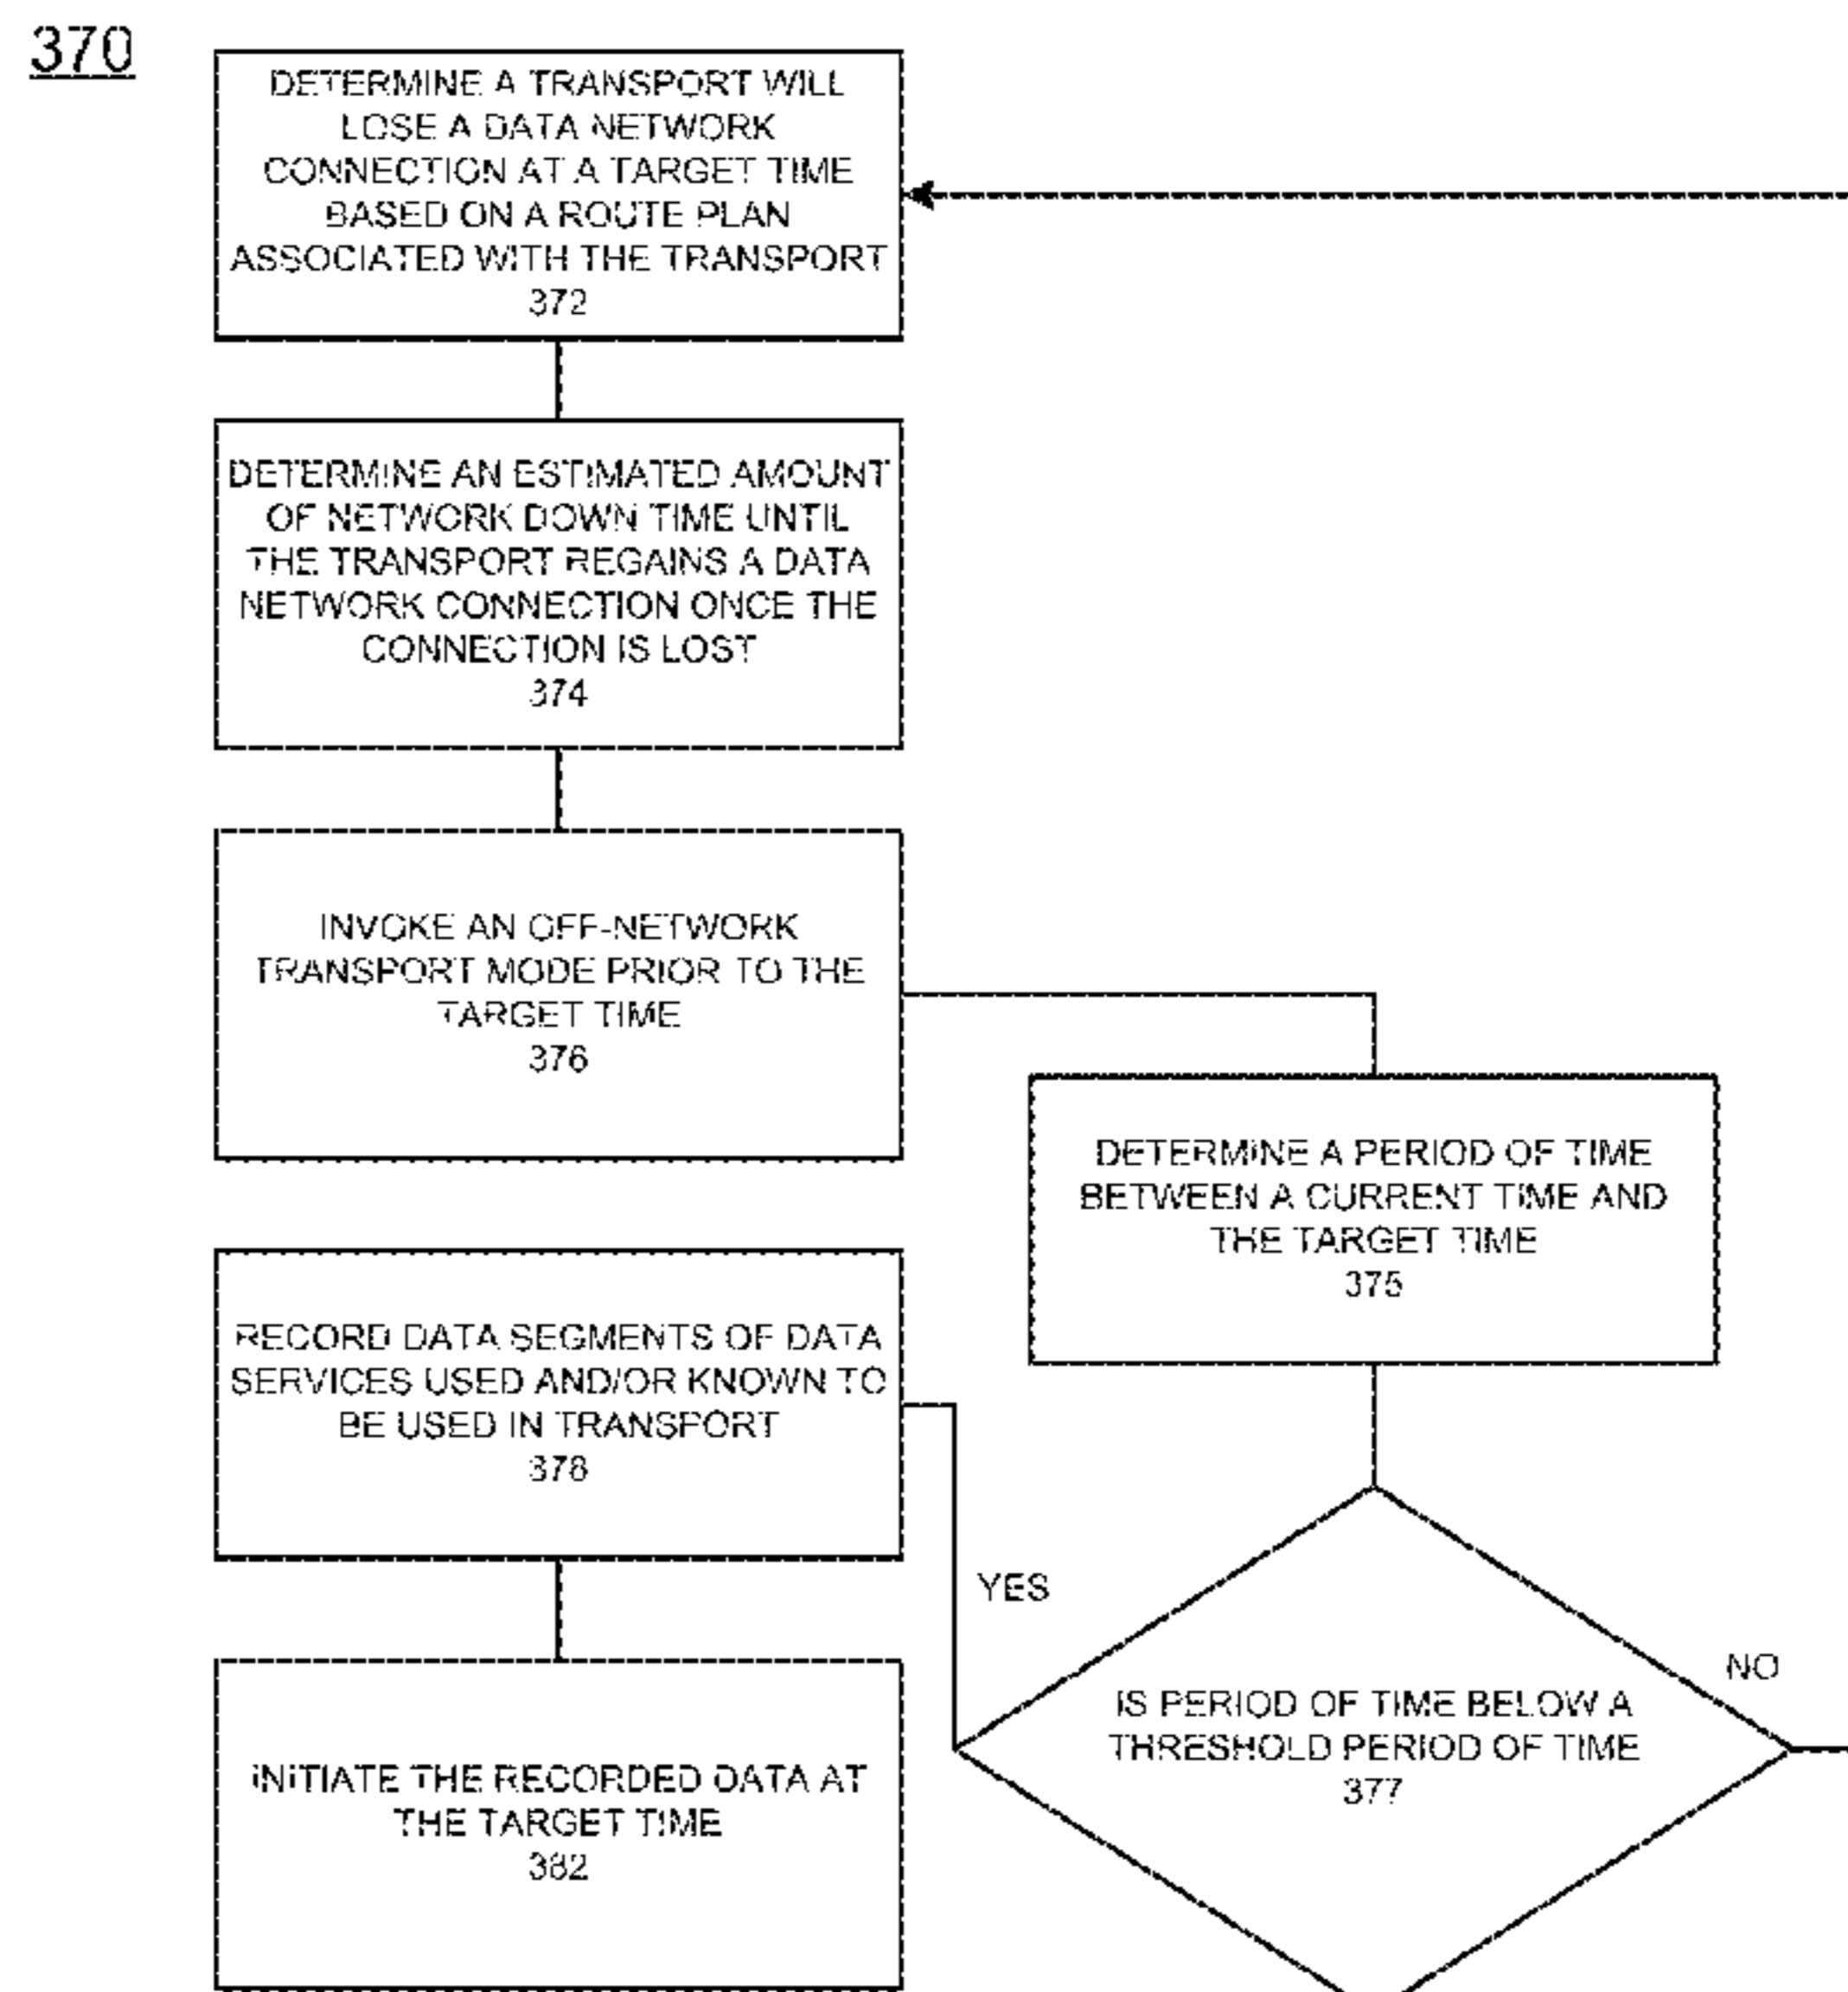 370
DETERMINE A TRANSPORT WILL
LOSE A DATA NETWORK
CONNECTION AT A TARGET TIME
BASED ON A ROUTE PLAN
ASSOCIATED WITH THE TRANSPORT
372
DETERMINE AN ESTIMATED AMOUNT
OF NETWORK DOWN TIME UNTIL
THE TRANSPORT REGAINS A DATA
NETWORK CONNECTION ONCE THE
CONNECTION IS LOST
374
INVOKE AN OFF-NETWORK
TRANSPORT MODE PRIOR TO THE
TARGET TIME
376
DETERMINE A PERIOD OF TIME
BETWEEN A CURRENT TIME AND
THE TARGET TIME
375
RECORD DATA SEGMENTS OF DATA
SERVICES USED AND/OR KNOWN TO
BE USED IN TRANSPORT
378
YES
NO
IS PERIOD OF TIME BELOW A
THRESHOLD PERIOD OF TIME
377
INITIATE THE RECORDED DATA AT
THE TARGET TIME
382